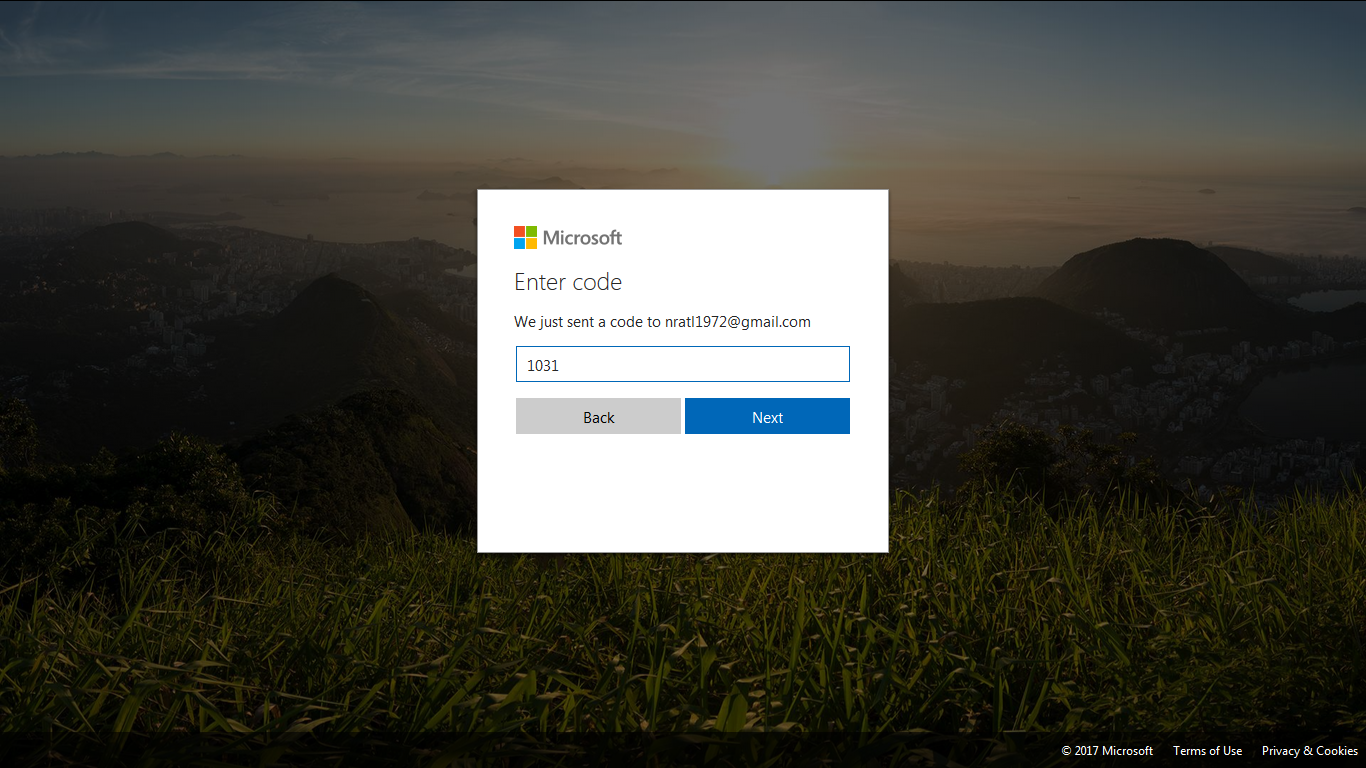 Microsoft
Enter code
We just sent a code to nratl1972@gmail.com
1031
Back Next
© 2017 Microsoft Terms of Use Privacy & Cookies